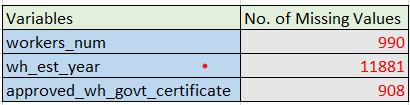 Variables No. of Missing Values
workers_num 990
wh_est_year 11881
approved_wh_govt_certificate 908